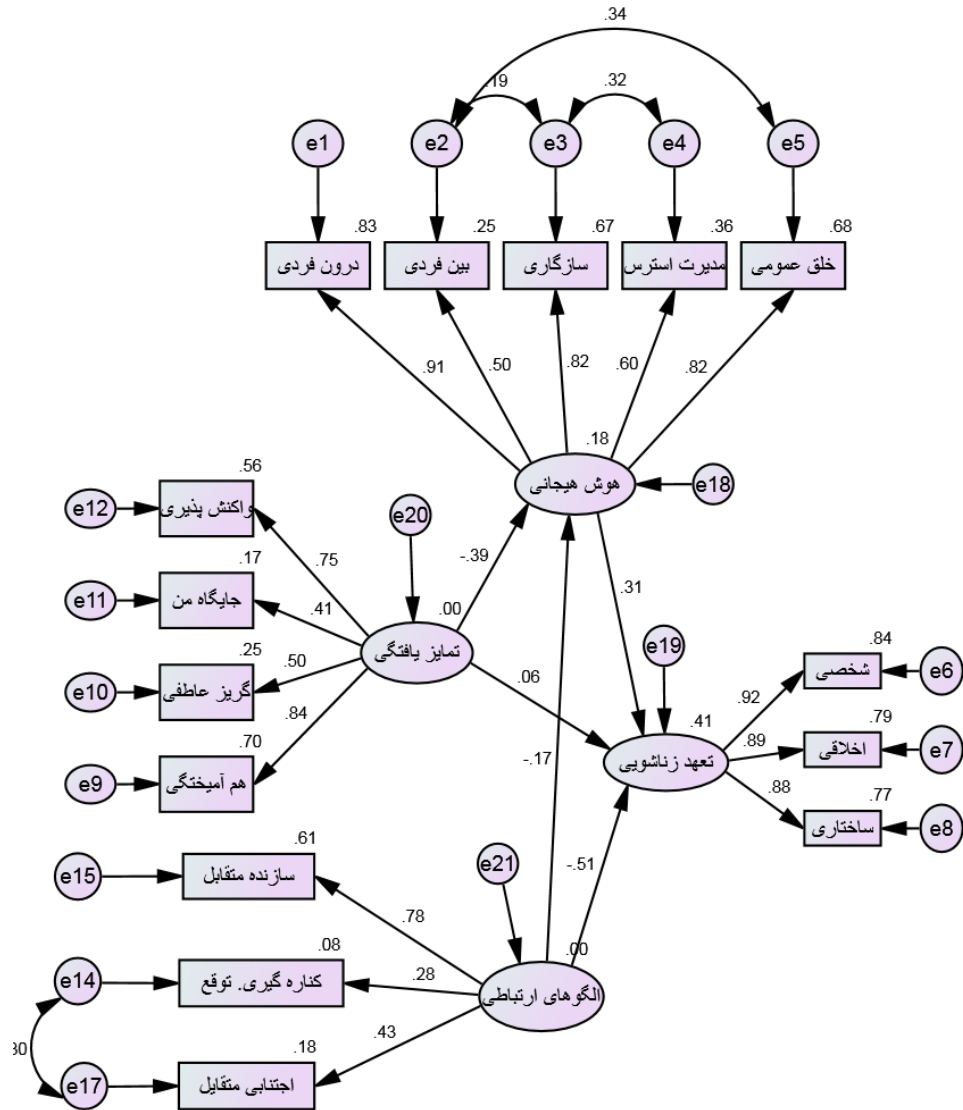 .34
.19
.32
e1
e2
e3
e4
e5
.83
.25
.67
.36
.68
درون فردی
بین فردی
سازگاری
مدیرت استرس
خلق عمومی
.91
.50
.82
.60
.82
.18
هوش هیجانی
e18
.56
e12
واکنش پذیری
e20
-.39
.75
.17
.31
e11
جایگاه من
.41
.00
تمایز یافتگی
e19
.25
.50
e10
گریز عاطفی
.06
.84
شخصی
e6
.84
.92
.41
.70
e9
هم آمیختگی
تعهد زناشویی
.79
.89
اخلاقی
e7
-.17
.88
.77
ساختاری
e8
.61
e15
سازنده متقابل
e21
-.51
.78
.08
.00
e14
کناره گیری. توقع
.28
الگوهای ارتباطی
.43
.18
e17
اجتنابی متقایل